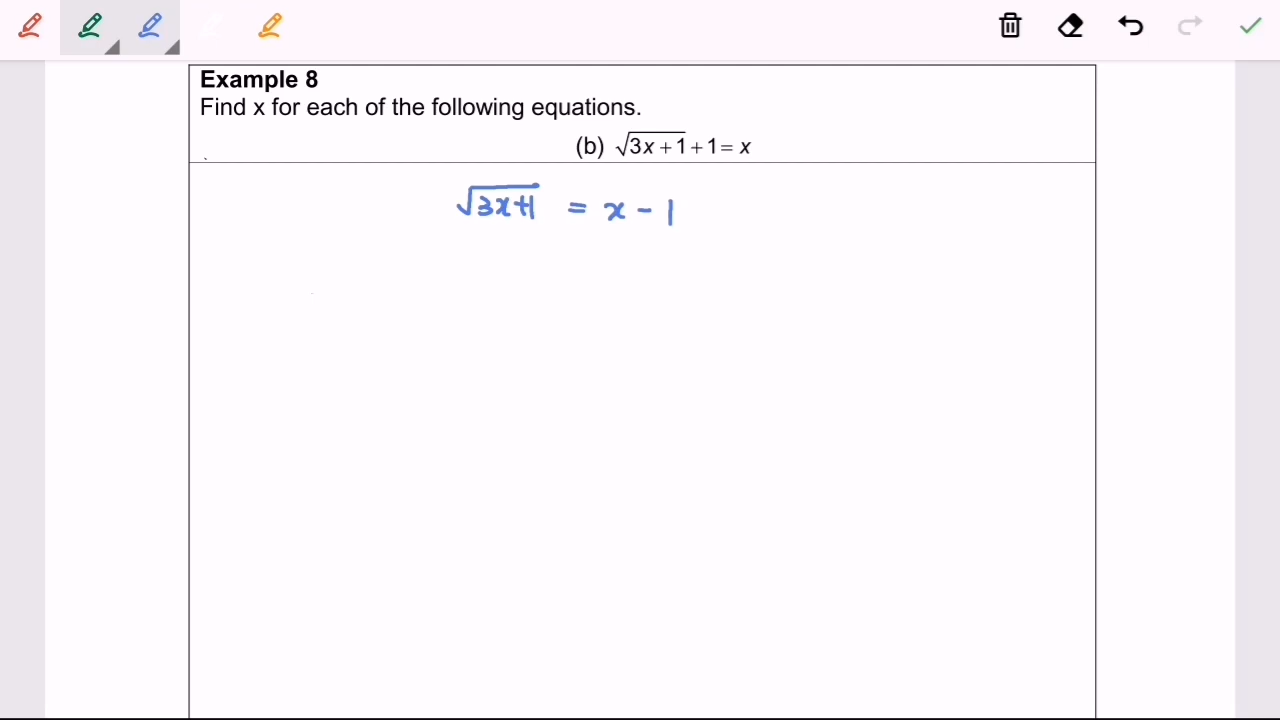 Example 8
Find x for each of the following equations.
(b) √3x + 1 + 1 = x
√3x+1 = x - 1